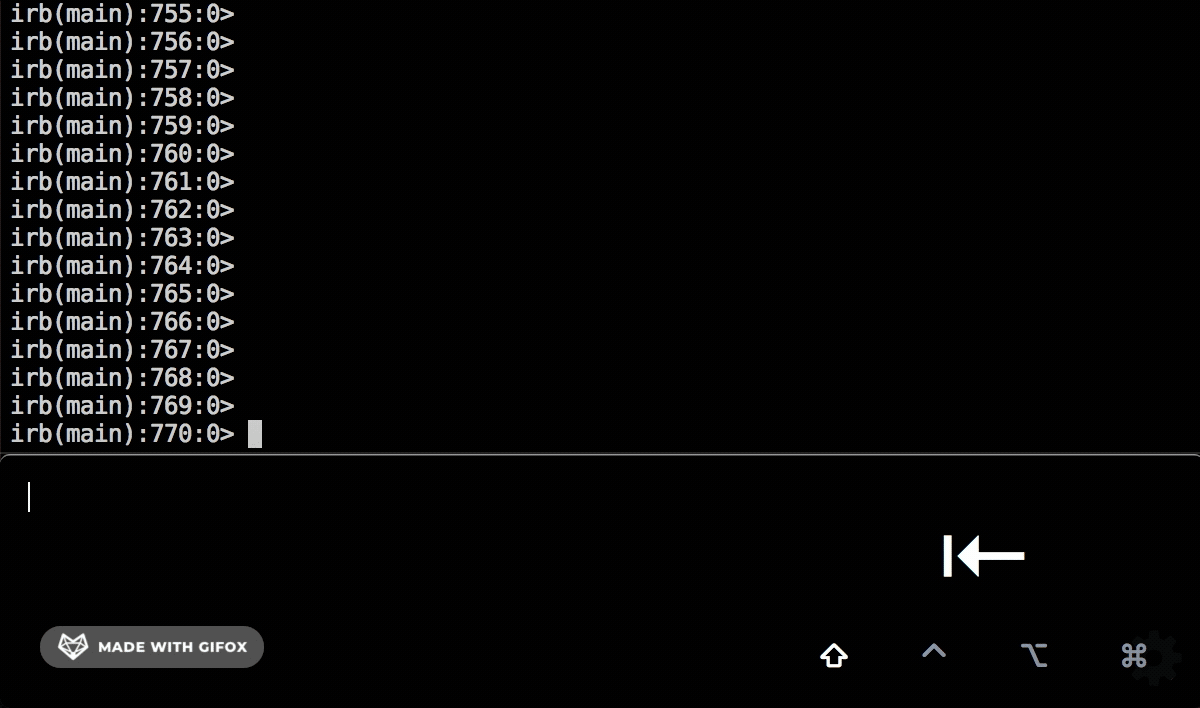 irb(main):755:0>
irb(main):756:0>
irb(main):757:0>
irb(main):758:0>
irb(main):759:0>
irb(main):760:0>
irb(main):761:0>
irb(main):762:0>
irb(main):763:0>
irb(main):764:0>
irb(main):765:0>
irb(main):766:0>
irb(main):767:0>
irb(main):768:0>
irb(main):769:0>
irb(main):770:0>
MADE WITH GIFOX